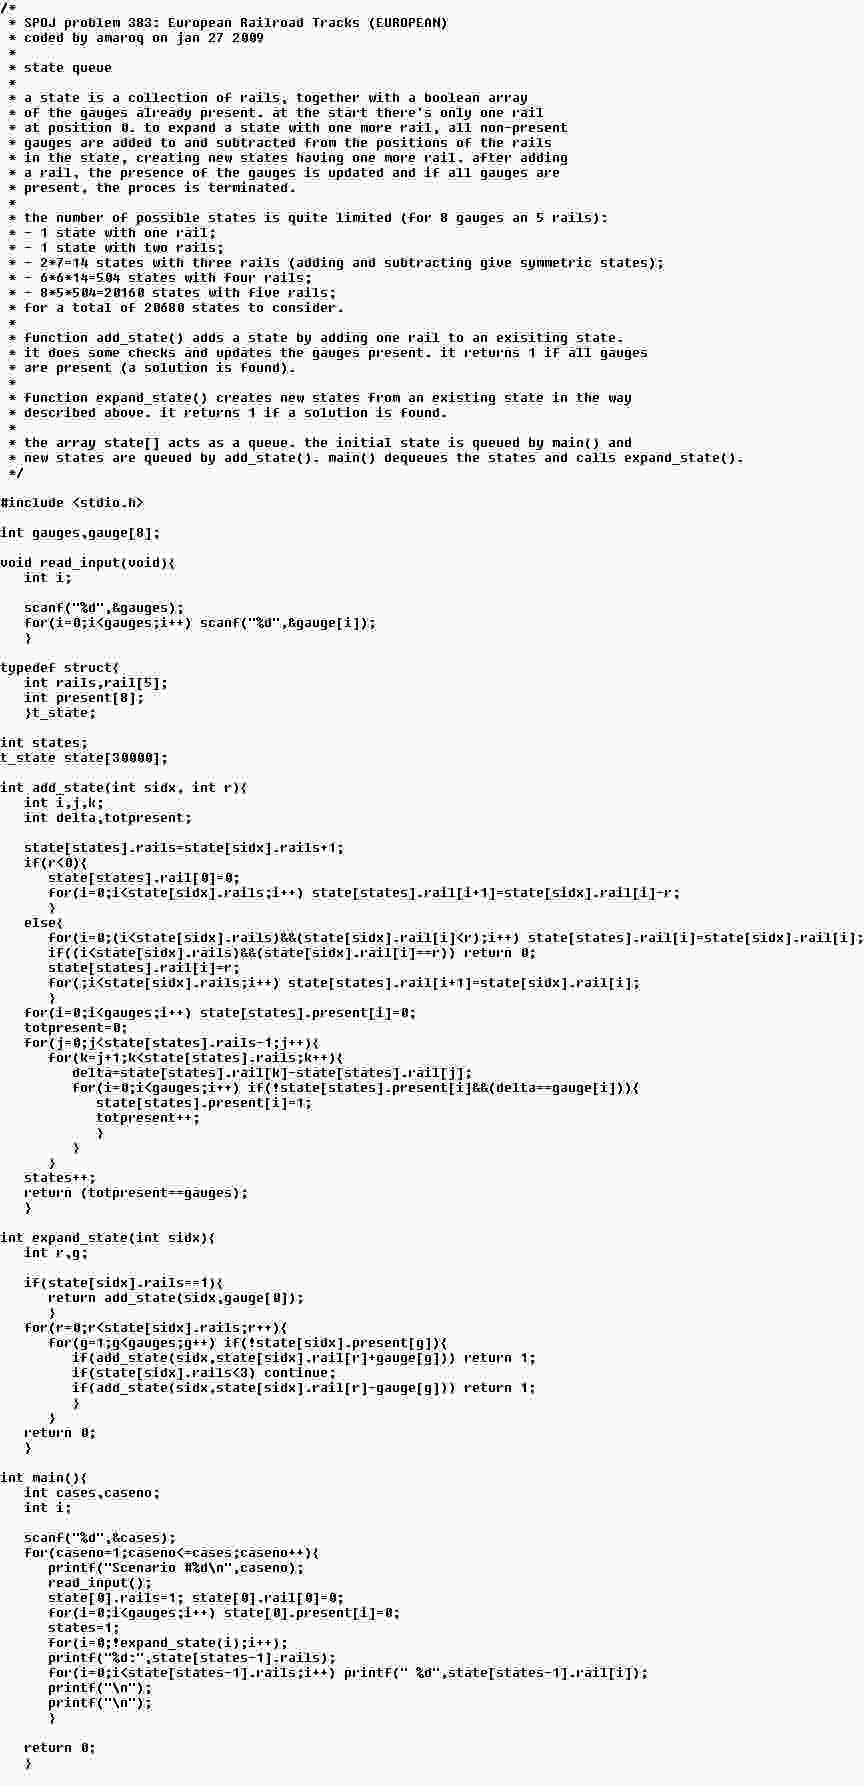 /*
 * SPOJ problem 383: European Railroad Tracks (EUROPEAN)
 * coded by amaroq on jan 27 2009
 *
 * state queue
 *
 * a state is a collection of rails, together with a boolean array
 * of the gauges already present. at the start there's only one rail
 * at position 0. to expand a state with one more rail, all non-present
 * gauges are added to and subtracted from the positions of the rails
 * in the state, creating new states having one more rail. after adding
 * a rail, the presence of the gauges is updated and if all gauges are
 * present, the proces is terminated.
 *
 * the number of possible states is quite limited (for 8 gauges an 5 rails):
 * - 1 state with one rail;
 * - 1 state with two rails;
 * - 2*7=14 states with three rails (adding and subtracting give symmetric states);
 * - 6*6*14=504 states with four rails;
 * - 8*5*504=20160 states with five rails;
 * for a total of 20680 states to consider.
 *
 * function add_state() adds a state by adding one rail to an exisiting state.
 * it does some checks and updates the gauges present. it returns 1 if all gauges
 * are present (a solution is found).
 *
 * function expand_state() creates new states from an existing state in the way
 * described above. it returns 1 if a solution is found.
 *
 * the array state[] acts as a queue. the initial state is queued by main() and
 * new states are queued by add_state(). main() dequeues the states and calls expand_state().
 */

#include <stdio.h>

int gauges,gauge[8];

void read_input(void){
   int i;

   scanf("%d",&gauges);
   for(i=0;i<gauges;i++) scanf("%d",&gauge[i]);
   }

typedef struct{
   int rails,rail[5];
   int present[8];
   }t_state;

int states;
t_state state[30000];

int add_state(int sidx, int r){
   int i,j,k;
   int delta,totpresent;

   state[states].rails=state[sidx].rails+1;
   if(r<0){
      state[states].rail[0]=0;
      for(i=0;i<state[sidx].rails;i++) state[states].rail[i+1]=state[sidx].rail[i]-r;
      }
   else{
      for(i=0;(i<state[sidx].rails)&&(state[sidx].rail[i]<r);i++) state[states].rail[i]=state[sidx].rail[i];
      if((i<state[sidx].rails)&&(state[sidx].rail[i]==r)) return 0;
      state[states].rail[i]=r;
      for(;i<state[sidx].rails;i++) state[states].rail[i+1]=state[sidx].rail[i];
      }
   for(i=0;i<gauges;i++) state[states].present[i]=0;
   totpresent=0;
   for(j=0;j<state[states].rails-1;j++){
      for(k=j+1;k<state[states].rails;k++){
         delta=state[states].rail[k]-state[states].rail[j];
         for(i=0;i<gauges;i++) if(!state[states].present[i]&&(delta==gauge[i])){
            state[states].present[i]=1;
            totpresent++;
            }
         }
      }
   states++;
   return (totpresent==gauges);
   }

int expand_state(int sidx){
   int r,g;

   if(state[sidx].rails==1){
      return add_state(sidx,gauge[0]);
      }
   for(r=0;r<state[sidx].rails;r++){
      for(g=1;g<gauges;g++) if(!state[sidx].present[g]){
         if(add_state(sidx,state[sidx].rail[r]+gauge[g])) return 1;
         if(state[sidx].rails<3) continue;
         if(add_state(sidx,state[sidx].rail[r]-gauge[g])) return 1;
         }
      }
   return 0;
   }

int main(){
   int cases,caseno;
   int i;

   scanf("%d",&cases);
   for(caseno=1;caseno<=cases;caseno++){
      printf("Scenario #%d\n",caseno);
      read_input();
      state[0].rails=1; state[0].rail[0]=0;
      for(i=0;i<gauges;i++) state[0].present[i]=0;
      states=1;
      for(i=0;!expand_state(i);i++);
      printf("%d:",state[states-1].rails);
      for(i=0;i<state[states-1].rails;i++) printf(" %d",state[states-1].rail[i]);
      printf("\n");
      printf("\n");
      }

   return 0;
   }